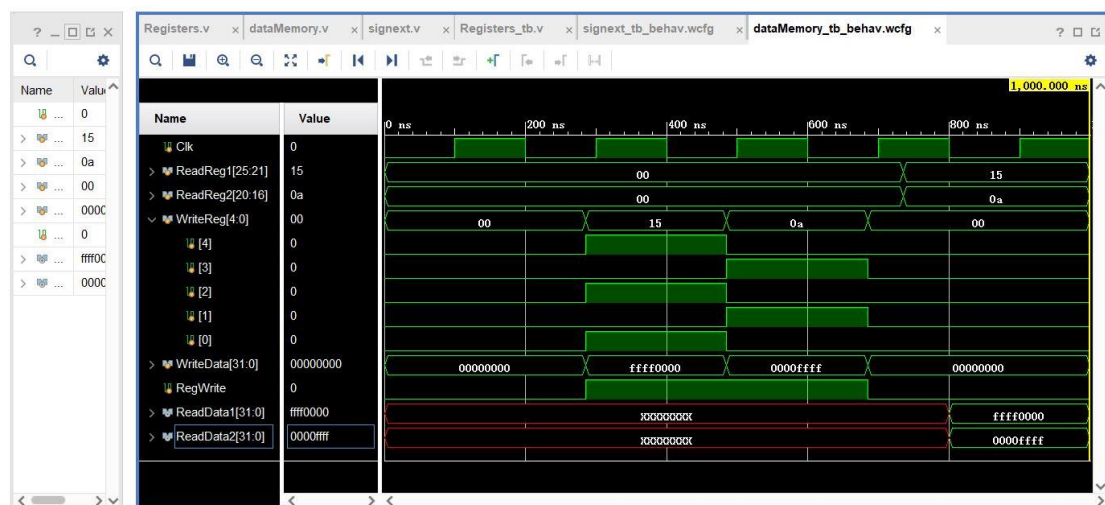 Registers.v × dataMemory.v × signext.v × Registers_tb.v × signext_tb_behav.wcfg × dataMemory_tb_behav.wcfg ×
Name Valu
... 0
... 15
... 0a
... 00
... 0000
... 0
... ffff0
... 0000
1,000.000 ns
Name Value
0 ns 200 ns 400 ns 600 ns 800 ns
Clk 0
ReadReg1[25:21] 15 00 15
ReadReg2[20:16] 0a 00 0a
WriteReg[4:0] 00 00 15 0a 00
[4] 0
[3] 0
[2] 0
[1] 0
[0] 0
WriteData[31:0] 00000000 00000000 ffff0000 0000ffff 00000000
RegWrite 0
ReadData1[31:0] ffff0000 XXXXXXXX ffff0000
ReadData2[31:0] 0000ffff XXXXXXXX 0000ffff